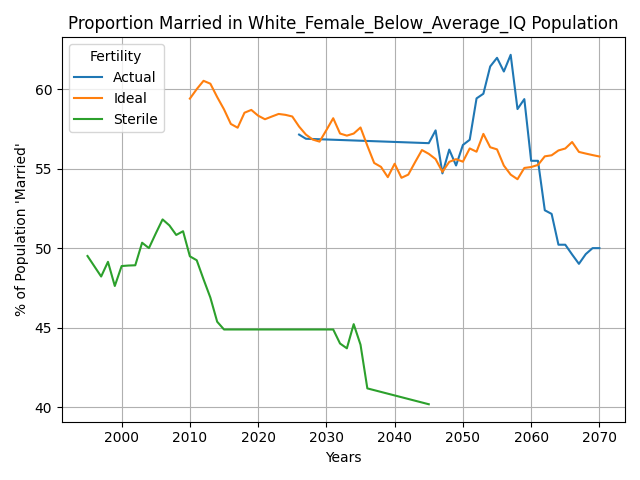 Proportion Married in White_Female_Below_Average_IQ Population
Fertility
Actual
Ideal
Sterile
% of Population 'Married'
60
55
50
45
40
2000
2010
2020
2030
2040
2050
2060
2070
Years